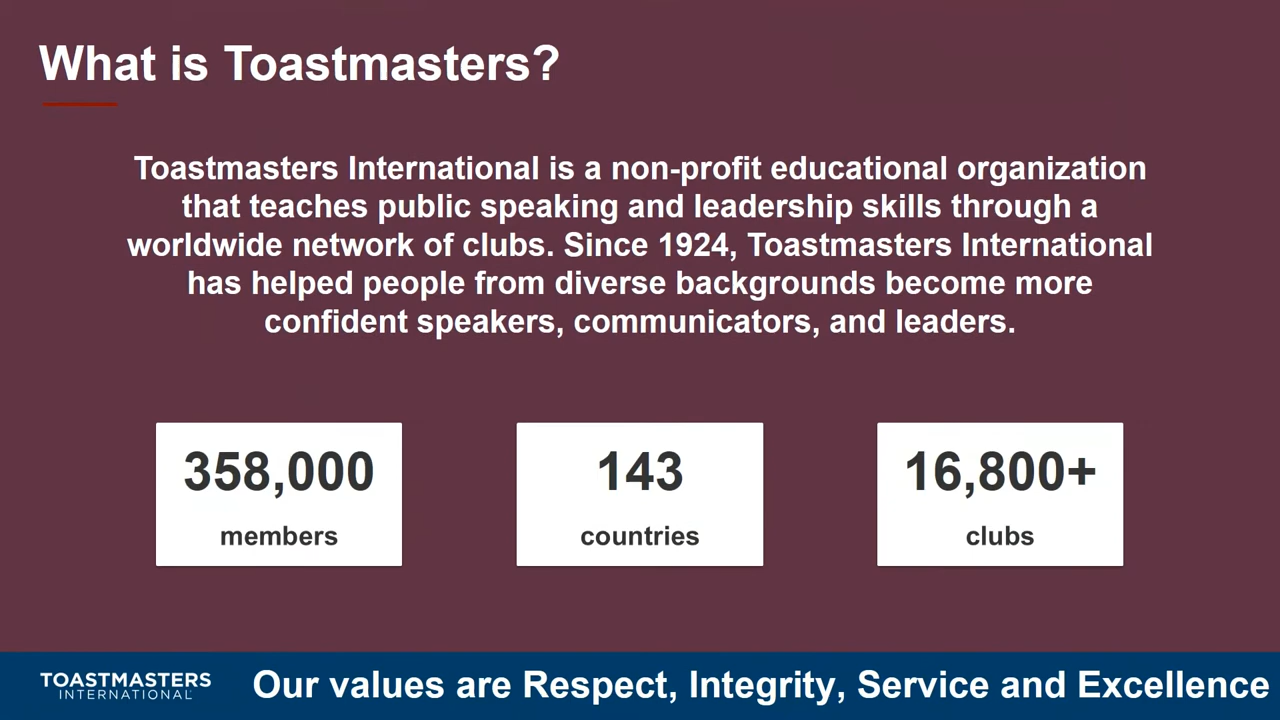 What is Toastmasters?
Toastmasters International is a non-profit educational organization
that teaches public speaking and leadership skills through a
worldwide network of clubs. Since 1924, Toastmasters International
has helped people from diverse backgrounds become more
confident speakers, communicators, and leaders.
358,000
members
143
countries
16,800+
clubs
TOASTMASTERS
INTERNATIONAL
Our values are Respect, Integrity, Service and Excellence